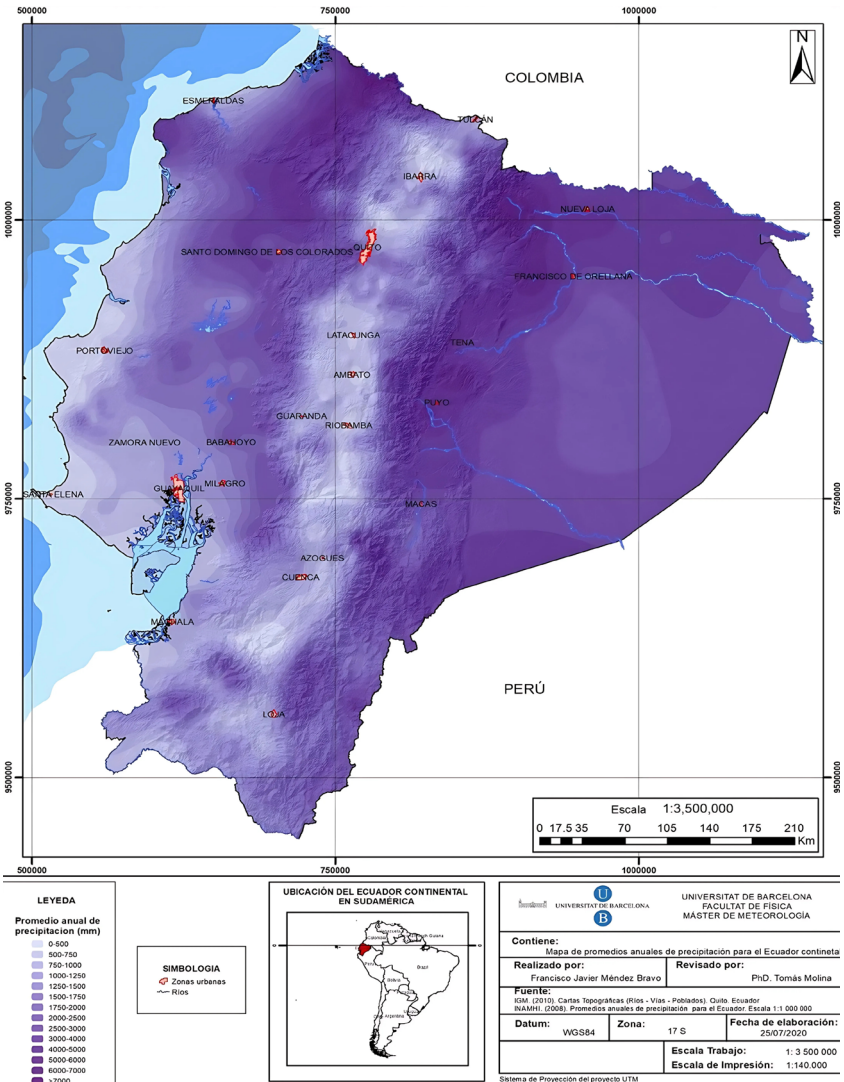 500000 750000 1000000
N
COLOMBIA
ESMERALDAS
TULCÁN
IBARRA
NUEVA LOJA
1000000 1000000
SANTO DOMINGO DE LOS COLORADOS
QUITO
FRANCISCO DE ORELLANA
LATACUNGA
TENA
PORTOVIEJO
AMBATO
PUYO
GUARANDA
RIOBAMBA
ZAMORA NUEVO
BABAHOYO
GUAYAQUIL
MILAGRO
SANTA ELENA
9750000 9750000
MACAS
AZOGUES
CUENCA
MACHALA
PERÚ
LOJA
9500000 9500000
Escala 1:3,500,000
0 17.5 35 70 105 140 175 210
Km
500000 750000 1000000
LEYEDA
Promedio anual de
precipitacion (mm)
0-500
500-750
750-1000
1000-1250
1250-1500
1500-1750
1750-2000
2000-2500
2500-3000
3000-4000
4000-5000
5000-6000
6000-7000
>7000
SIMBOLOGIA
Zonas urbanas
Ríos
UBICACIÓN DEL ECUADOR CONTINENTAL
EN SUDAMÉRICA
Colombia
Perú
Brazil
Bolivia
U
UNIVERSITAT DE BARCELONA
B
UNIVERSITAT DE BARCELONA
FACULTAT DE FÍSICA
MÁSTER DE METEOROLOGÍA
Contiene:
Mapa de promedios anuales de precipitación para el Ecuador contineta
Realizado por:
Francisco Javier Méndez Bravo
Revisado por:
PhD. Tomás Molina
Fuente:
IGM. (2010). Cartas Topográficas (Ríos - Vias - Poblados). Quito. Ecuador
INAMHI. (2008). Promedios anuales de precipitación para el Ecuador. Escala 1:1 000 000
Datum: WGS84
Zona: 17 S
Fecha de elaboración:
25/07/2020
Escala Trabajo: 1: 3 500 000
Escala de Impresión: 1:140.000
Sistema de Proyección del proyecto UTM